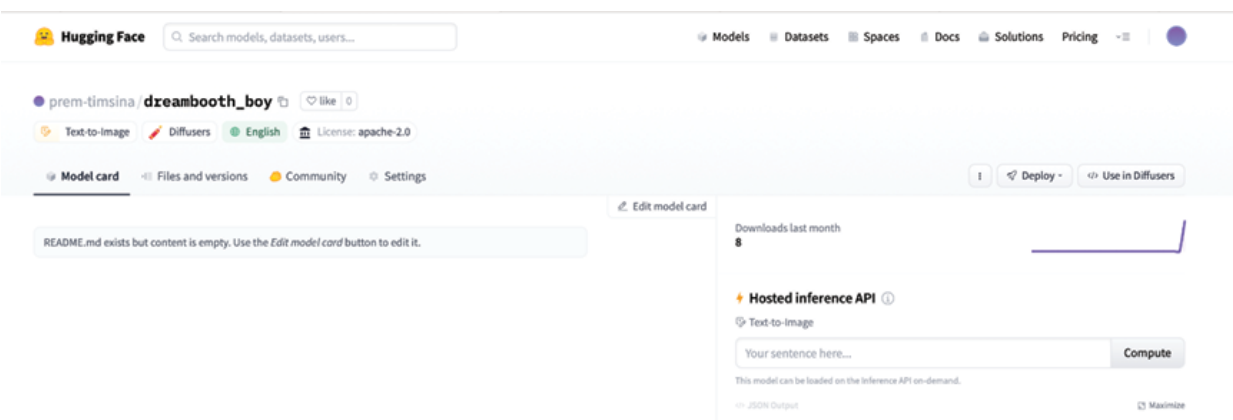 Hugging Face Search models, datasets, users... Models Datasets Spaces Docs Solutions Pricing
prem-timsina/dreambooth_boy like 0
Text-to-Image Diffusers English License: apache-2.0
Model card Files and versions Community Settings Deploy Use in Diffusers
Edit model card
README.md exists but content is empty. Use the Edit model card button to edit it.
Downloads last month
8
Hosted inference API
Text-to-Image
Your sentence here... Compute
This model can be loaded on the Inference API on-demand.
JSON Output Maximize